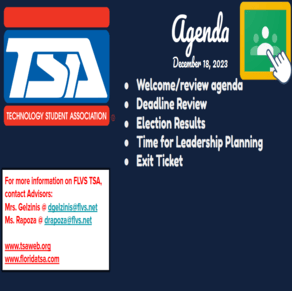 Agenda
December 18, 2023
• Welcome/review agenda
• Deadline Review
• Election Results
• Time for Leadership Planning
• Exit Ticket
TSA
TECHNOLOGY STUDENT ASSOCIATION
For more information on FLVS TSA,
contact Advisors:
Mrs. Gelzinis @ dgelzinis@flvs.net
Ms. Rapoza @ drapoza@flvs.net
www.tsaweb.org
www.floridatsa.com